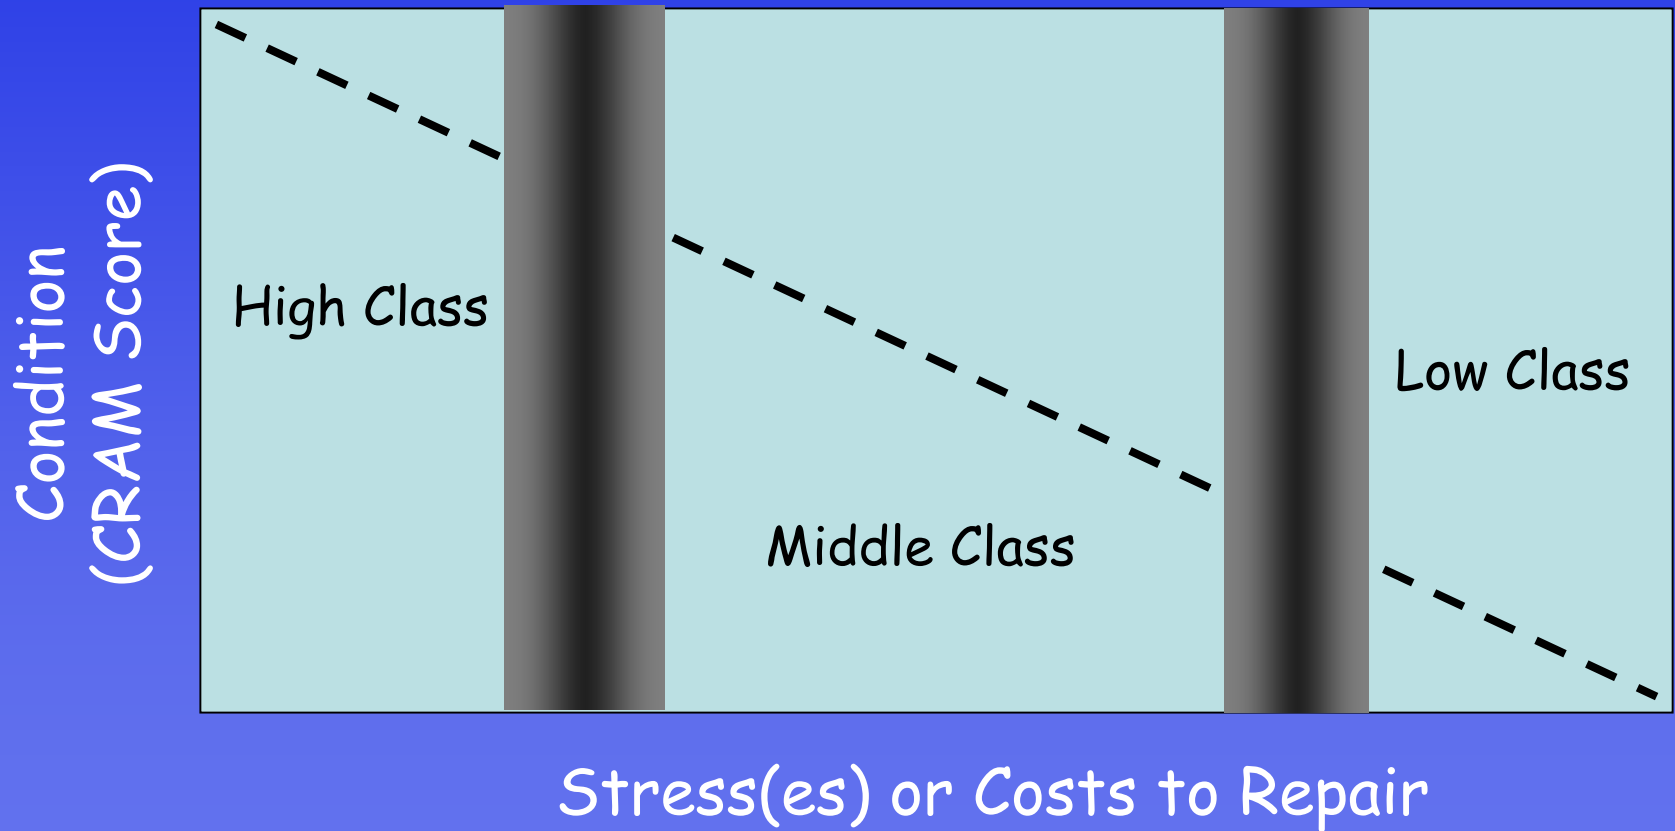 Condition
(CRAM Score)
High Class
Middle Class
Low Class
Stress(es) or Costs to Repair